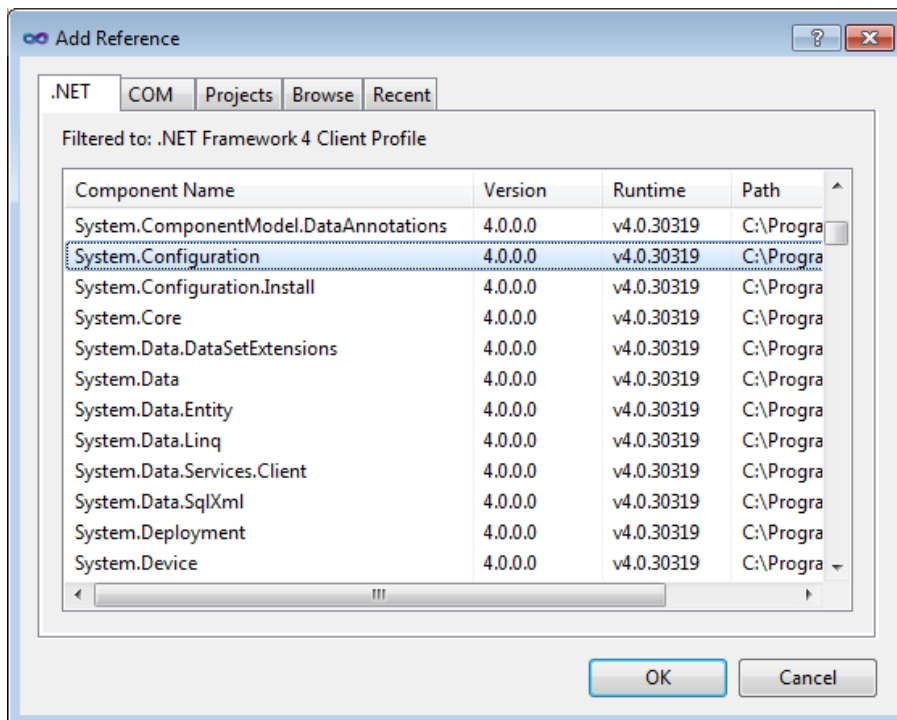 Add Reference
.NET COM Projects Browse Recent
Filtered to: .NET Framework 4 Client Profile
Component Name Version Runtime Path
System.ComponentModel.DataAnnotations 4.0.0.0 v4.0.30319 C:\Progra
System.Configuration 4.0.0.0 v4.0.30319 C:\Progra
System.Configuration.Install 4.0.0.0 v4.0.30319 C:\Progra
System.Core 4.0.0.0 v4.0.30319 C:\Progra
System.Data.DataSetExtensions 4.0.0.0 v4.0.30319 C:\Progra
System.Data 4.0.0.0 v4.0.30319 C:\Progra
System.Data.Entity 4.0.0.0 v4.0.30319 C:\Progra
System.Data.Linq 4.0.0.0 v4.0.30319 C:\Progra
System.Data.Services.Client 4.0.0.0 v4.0.30319 C:\Progra
System.Data.SqlXml 4.0.0.0 v4.0.30319 C:\Progra
System.Deployment 4.0.0.0 v4.0.30319 C:\Progra
System.Device 4.0.0.0 v4.0.30319 C:\Progra
OK Cancel